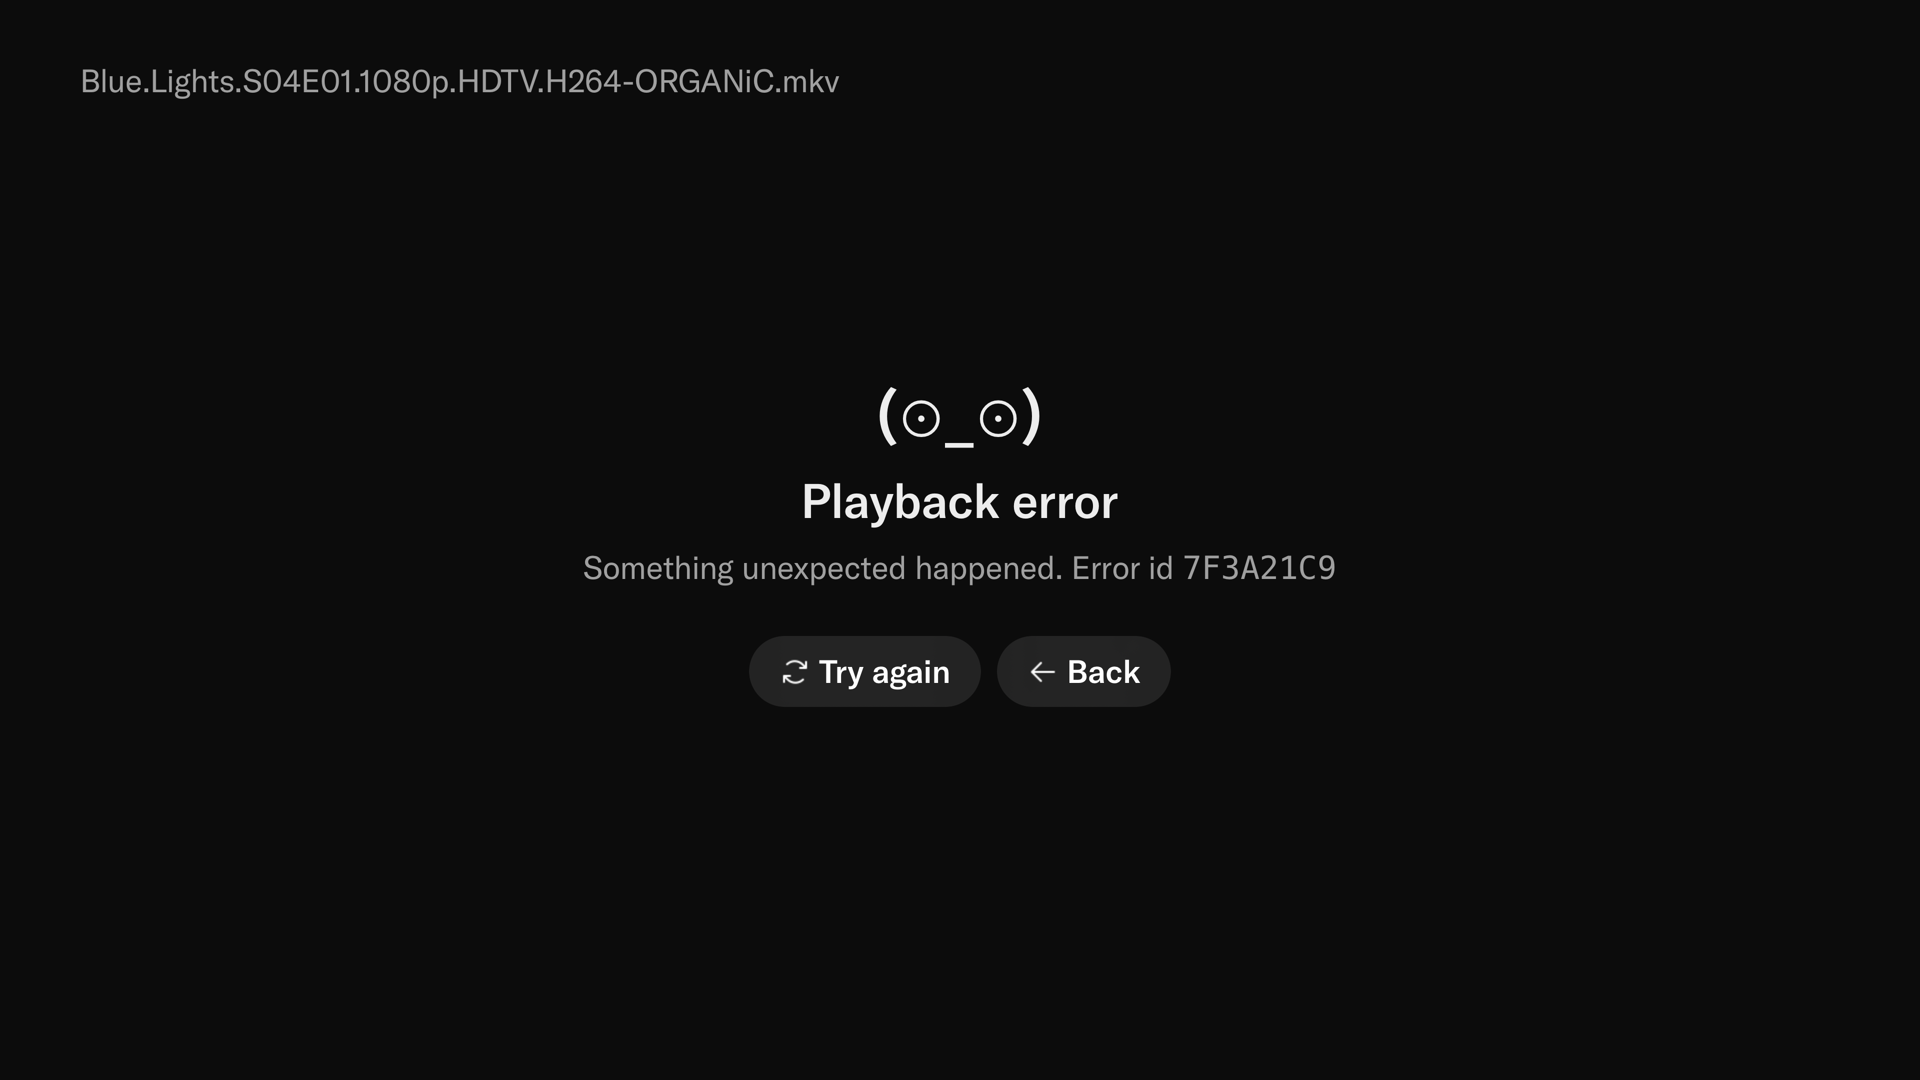 Blue.Lights.S04E01.1080p.HDTV.H264-ORGANiC.mkv
(⊙_⊙)
Playback error
Something unexpected happened. Error id 7F3A21C9
Try again
Back